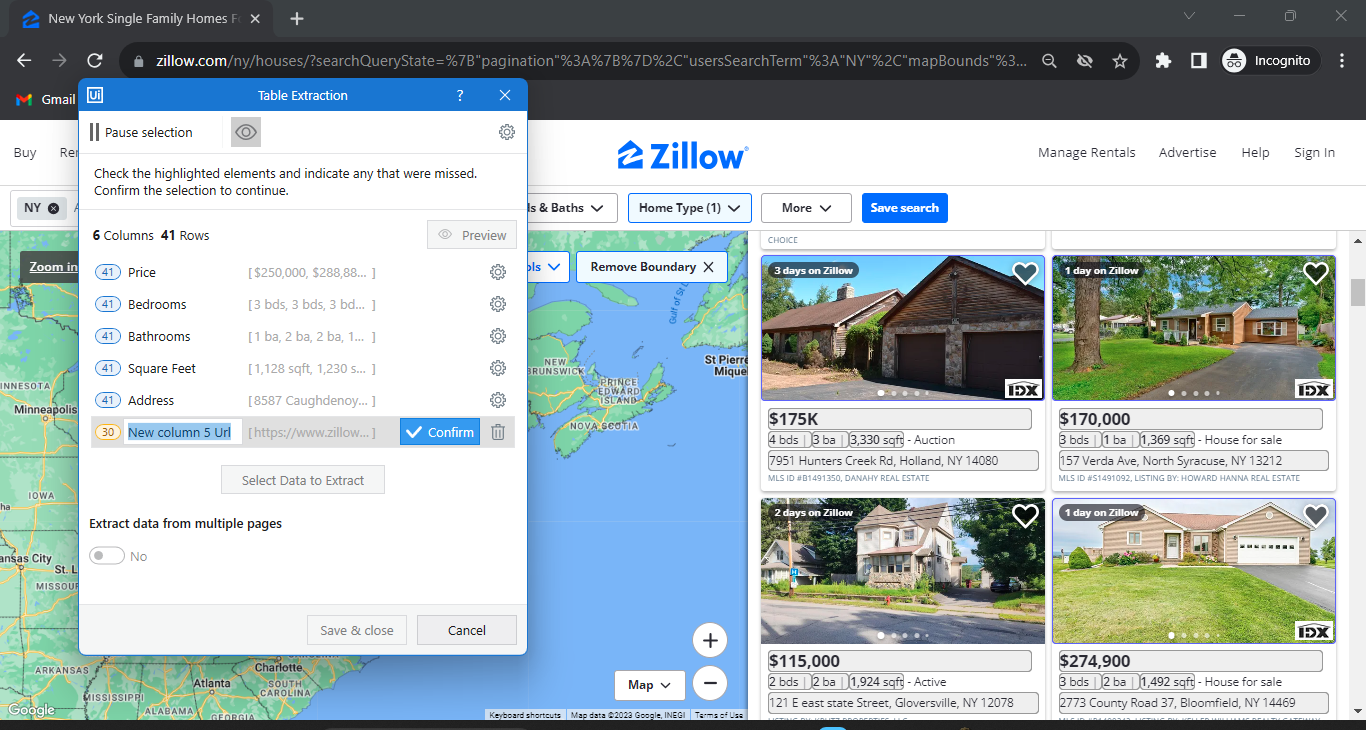 New York Single Family Homes Fo
zillow.com/ny/houses/?searchQueryState=%7B"pagination"%3A%7B%7D%2C"usersSearchTerm"%3A"NY"%2C"mapBounds"%3...
Incognito
Gmail
Ui
Table Extraction
?
Pause selection
Check the highlighted elements and indicate any that were missed.
Confirm the selection to continue.
6 Columns 41 Rows
Preview
41 Price [ $250,000, $288,88... ]
41 Bedrooms [3 bds, 3 bds, 3 bd... ]
41 Bathrooms [1 ba, 2 ba, 2 ba, 1... ]
41 Square Feet [1,128 sqft, 1,230 s... ]
41 Address [8587 Caughdenoy... ]
30 New column 5 Url [https://www.zillow... ]
Confirm
Select Data to Extract
Extract data from multiple pages
No
Save & close
Cancel
Buy
Zillow
Manage Rentals
Advertise
Help
Sign In
NY
ds & Baths
Home Type (1)
More
Save search
Zoom in
ols
Remove Boundary
Gulf of St L
NEW
BRUNSWICK
PRINCE
EDWARD
ISLAND
NOVA SCOTIA
St Pierre
Mique
INNESOTA
Minneapolis
IOWA
ha
ansas City
St. L
MISSOUR
ARKANSAS
MISSISSIPPI
Charlotte
Atlanta
SOUTH
CAROLINA
ALABAMA
GEORGIA
Map
Google
Keyboard shortcuts
Map data ©2023 Google, INEGI
Terms of Use
CHOICE
3 days on Zillow
IDX
$175K
4 bds | 3 ba | 3,330 sqft - Auction
7951 Hunters Creek Rd, Holland, NY 14080
MLS ID #B1491350, DANAHY REAL ESTATE
1 day on Zillow
IDX
$170,000
3 bds | 1 ba | 1,369 sqft - House for sale
157 Verda Ave, North Syracuse, NY 13212
MLS ID #S1491092, LISTING BY: HOWARD HANNA REAL ESTATE
2 days on Zillow
$115,000
2 bds | 2 ba | 1,924 sqft - Active
121 E east state Street, Gloversville, NY 12078
1 day on Zillow
IDX
$274,900
3 bds | 2 ba | 1,492 sqft - House for sale
2773 County Road 37, Bloomfield, NY 14469